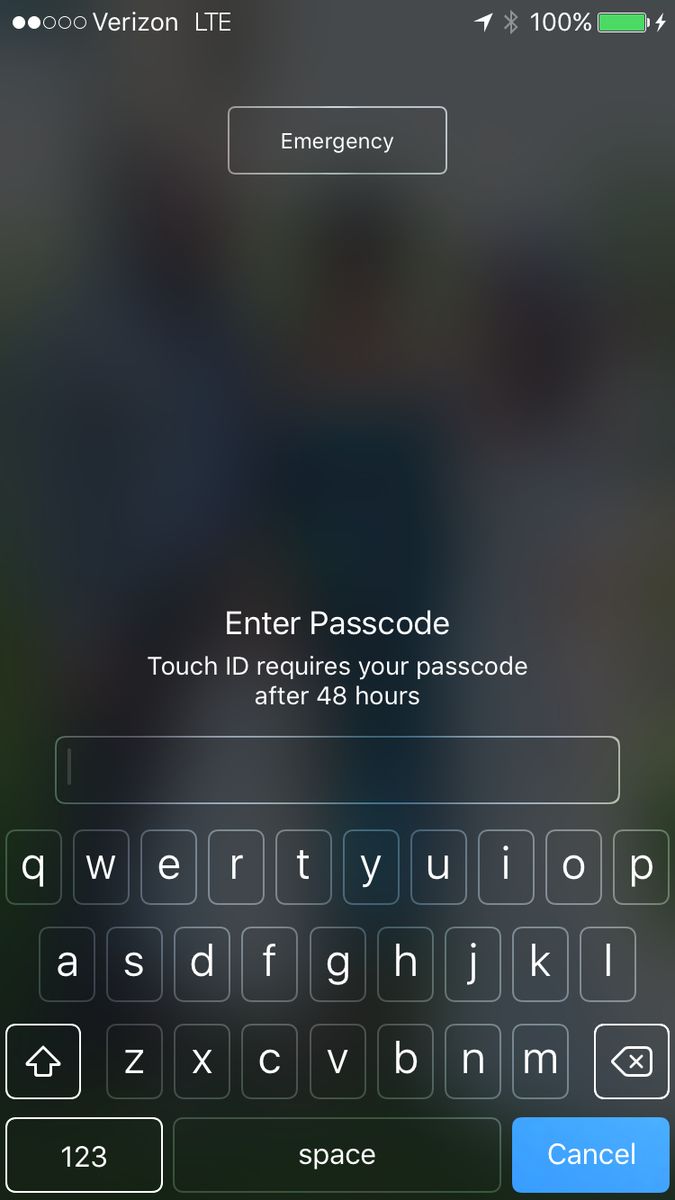 Verizon LTE 100%
Emergency
Enter Passcode
Touch ID requires your passcode
after 48 hours
q w e r t y u i o p
a s d f g h j k l
z x c v b n m
123 space Cancel